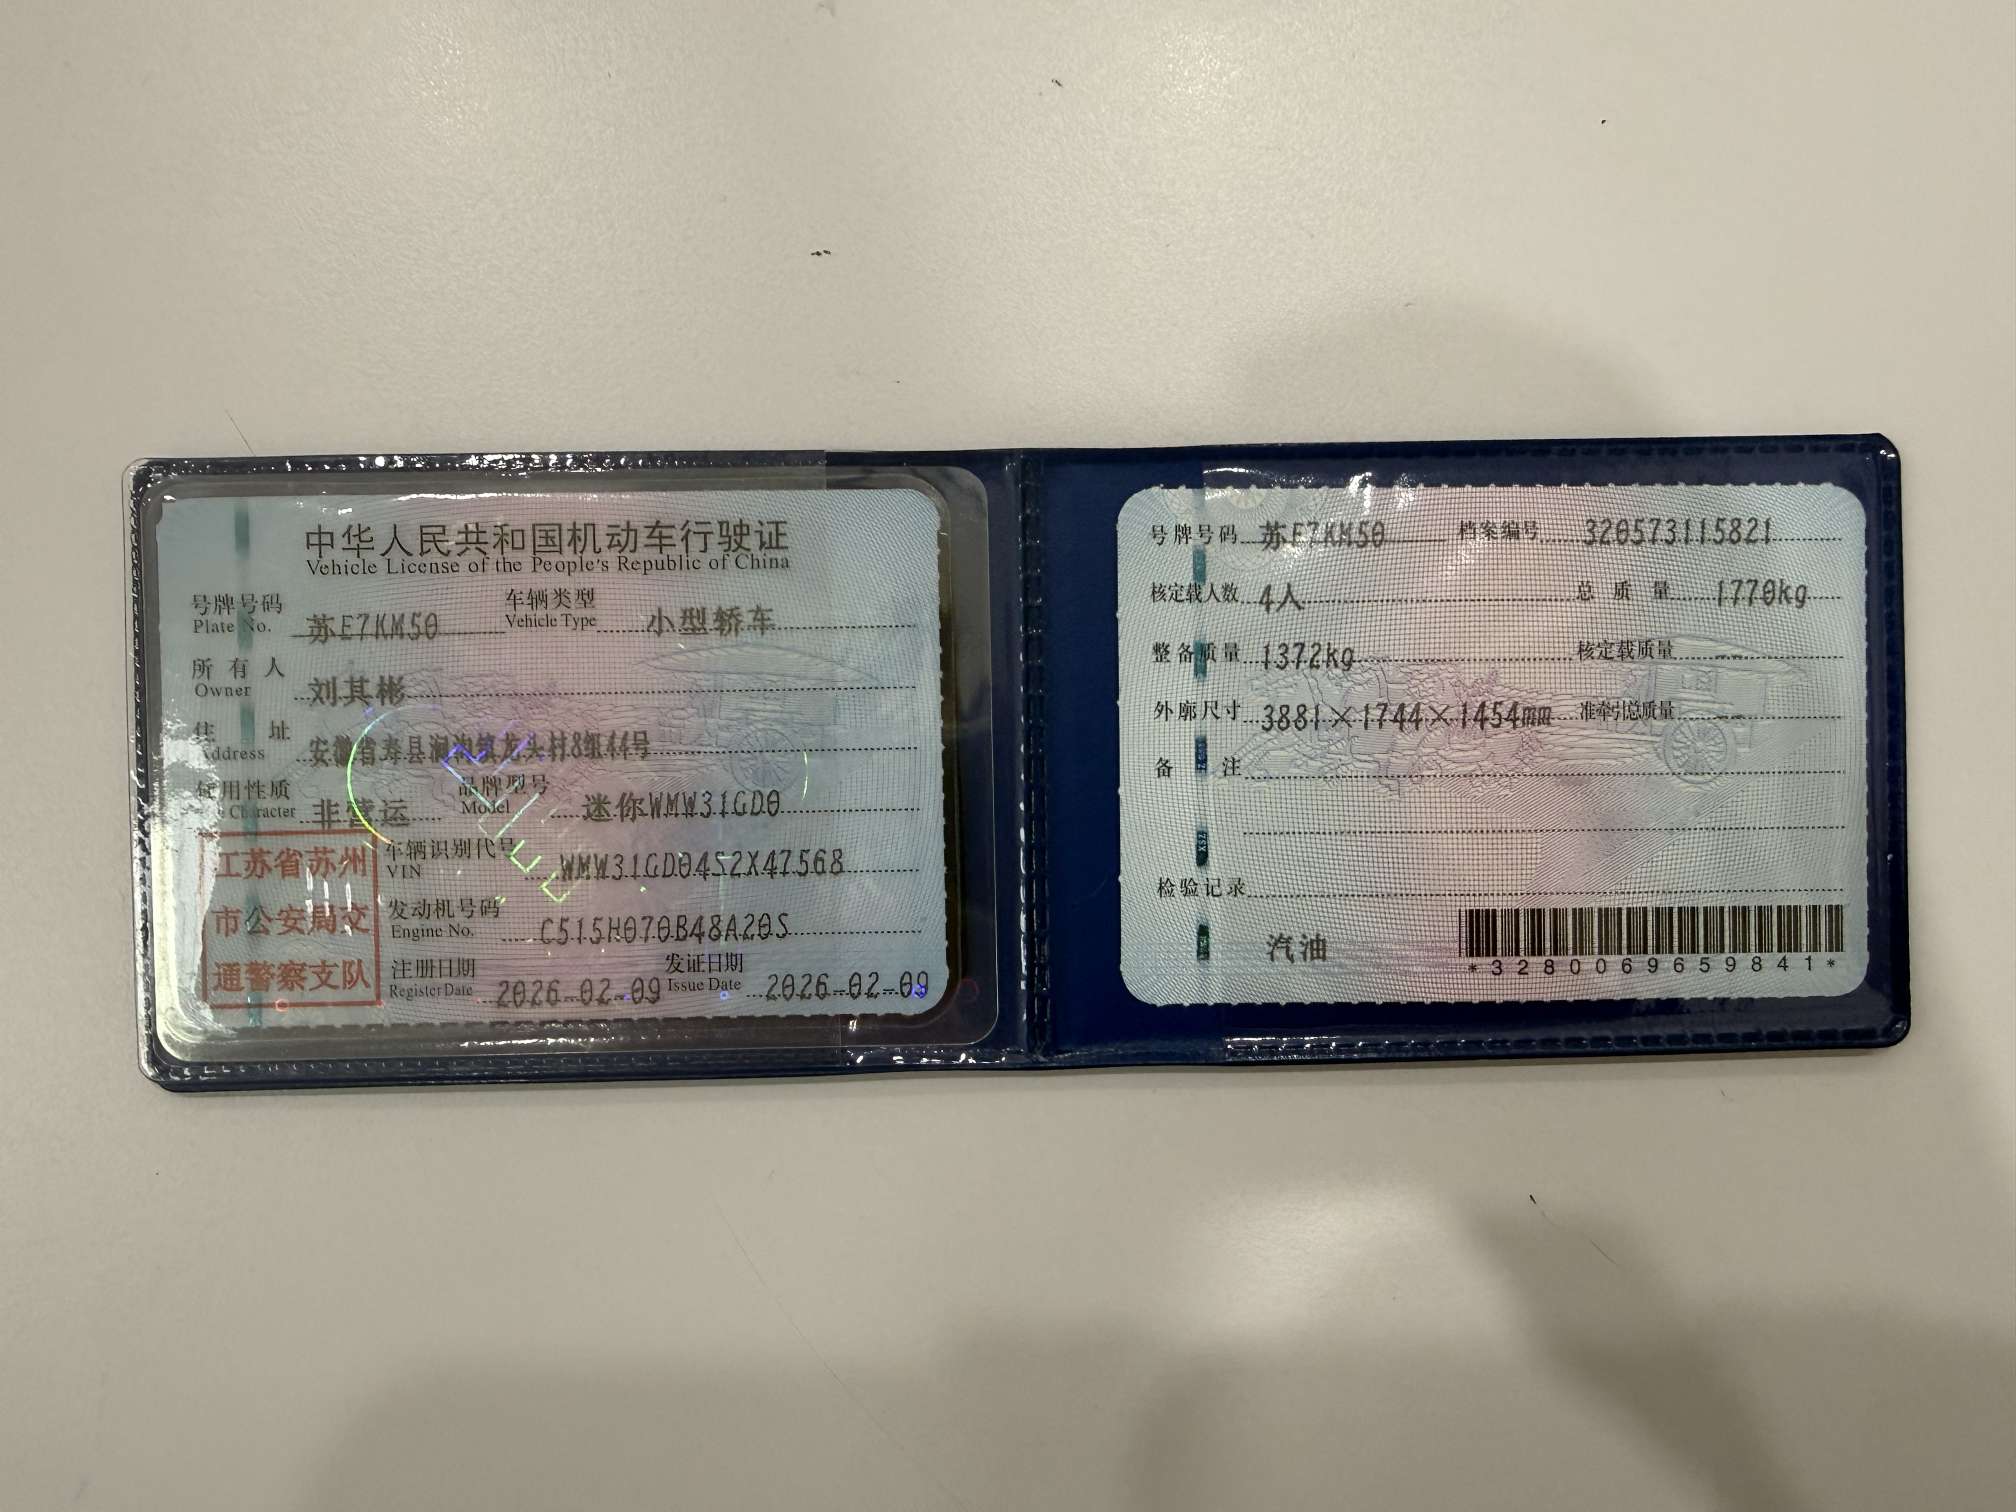 中华人民共和国机动车行驶证
Vehicle License of the People's Republic of China
号牌号码 苏E7KM50 车辆类型 小型轿车
Plate No. Vehicle Type
所有人 刘其彬
Owner
住址 安徽省寿县涧沟镇龙头村8组44号
Address
使用性质 非营运 品牌型号 迷你WMW31GD0
Character Model
江苏省苏州
市公安局交
通警察支队
车辆识别代号 WMW31GD04S2X47568
VIN
发动机号码 C515H070B48A20S
Engine No.
注册日期 2026-02-09 发证日期 2026-02-09
Register Date Issue Date
号牌号码 苏E7KM50 档案编号 320573115821
核定载人数 4人 总质量 1770kg
整备质量 1372kg 核定载质量 --
外廓尺寸 3881×1744×1454mm 准牵引总质量 --
备注
检验记录
汽油
*3280069659841*